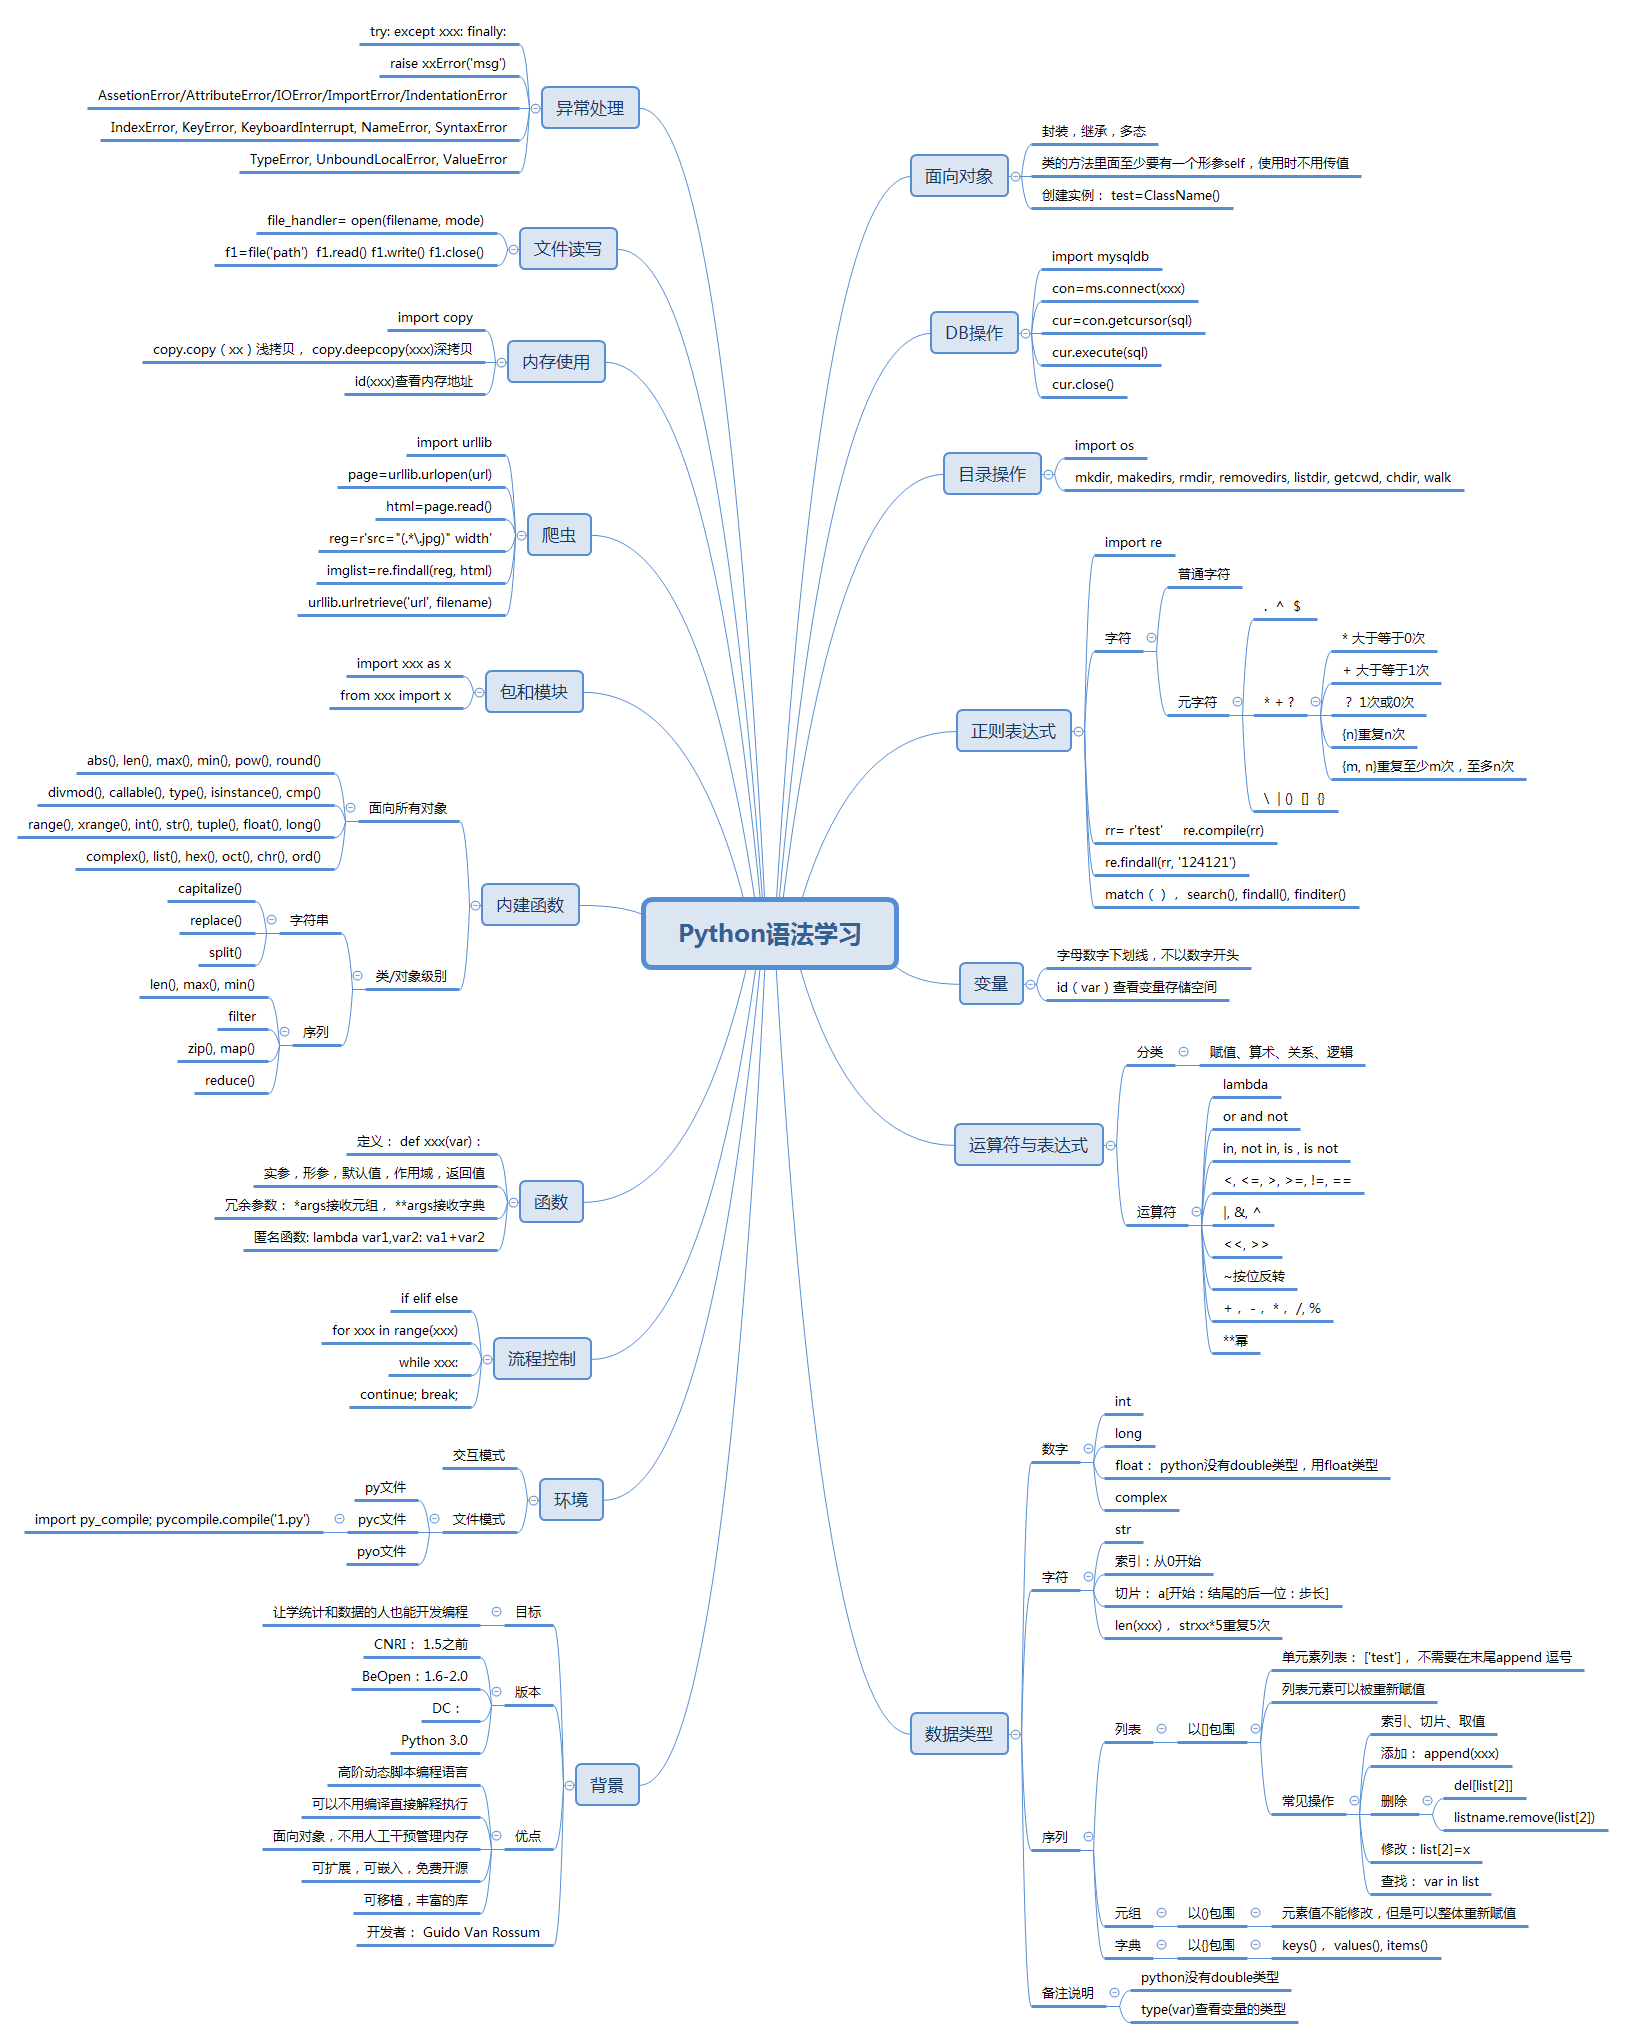 Python语法学习
try: except xxx: finally:
raise xxError('msg')
AssetionError/AttributeError/IOError/ImportError/IndentationError
异常处理
IndexError, KeyError, KeyboardInterrupt, NameError, SyntaxError
TypeError, UnboundLocalError, ValueError
file_handler= open(filename, mode)
文件读写
f1=file('path')  f1.read() f1.write() f1.close()
import copy
copy.copy（xx）浅拷贝， copy.deepcopy(xxx)深拷贝
内存使用
id(xxx)查看内存地址
import urllib
page=urllib.urlopen(url)
html=page.read()
爬虫
reg=r'src="(.*\.jpg)" width'
imglist=re.findall(reg, html)
urllib.urlretrieve('url', filename)
import xxx as x
包和模块
from xxx import x
abs(), len(), max(), min(), pow(), round()
divmod(), callable(), type(), isinstance(), cmp()
面向所有对象
range(), xrange(), int(), str(), tuple(), float(), long()
complex(), list(), hex(), oct(), chr(), ord()
内建函数
capitalize()
replace()
字符串
split()
类/对象级别
len(), max(), min()
filter
序列
zip(), map()
reduce()
定义： def xxx(var)：
实参，形参，默认值，作用域，返回值
函数
冗余参数： *args接收元组， **args接收字典
匿名函数: lambda var1,var2: va1+var2
if elif else
for xxx in range(xxx)
流程控制
while xxx:
continue; break;
交互模式
环境
py文件
文件模式
pyc文件
import py_compile; pycompile.compile('1.py')
pyo文件
让学统计和数据的人也能开发编程
目标
CNRI： 1.5之前
BeOpen：1.6-2.0
版本
DC：
Python 3.0
背景
高阶动态脚本编程语言
可以不用编译直接解释执行
面向对象，不用人工干预管理内存
优点
可扩展，可嵌入，免费开源
可移植，丰富的库
开发者： Guido Van Rossum
封装，继承，多态
面向对象
类的方法里面至少要有一个形参self，使用时不用传值
创建实例： test=ClassName()
import mysqldb
con=ms.connect(xxx)
DB操作
cur=con.getcursor(sql)
cur.execute(sql)
cur.close()
import os
目录操作
mkdir, makedirs, rmdir, removedirs, listdir, getcwd, chdir, walk
import re
普通字符
字符
. ^ $
元字符
* + ?
* 大于等于0次
+ 大于等于1次
？ 1次或0次
{n}重复n次
{m, n}重复至少m次，至多n次
\ | () [] {}
正则表达式
rr= r'test'     re.compile(rr)
re.findall(rr, '124121')
match（ ）， search(), findall(), finditer()
字母数字下划线，不以数字开头
变量
id（var）查看变量存储空间
分类
赋值、算术、关系、逻辑
运算符与表达式
lambda
or and not
in, not in, is , is not
<, <=, >, >=, !=, ==
运算符
|, &, ^
<<, >>
~按位反转
+， -， *， /, %
**幂
int
数字
long
float： python没有double类型，用float类型
complex
str
字符
索引：从0开始
切片： a[开始：结尾的后一位：步长]
len(xxx)， strxx*5重复5次
数据类型
单元素列表： ['test']， 不需要在末尾append 逗号
列表
以[]包围
列表元素可以被重新赋值
索引、切片、取值
添加： append(xxx)
常见操作
删除
del[list[2]]
listname.remove(list[2])
修改：list[2]=x
查找： var in list
序列
元组
以()包围
元素值不能修改，但是可以整体重新赋值
字典
以{}包围
keys()， values(), items()
备注说明
python没有double类型
type(var)查看变量的类型